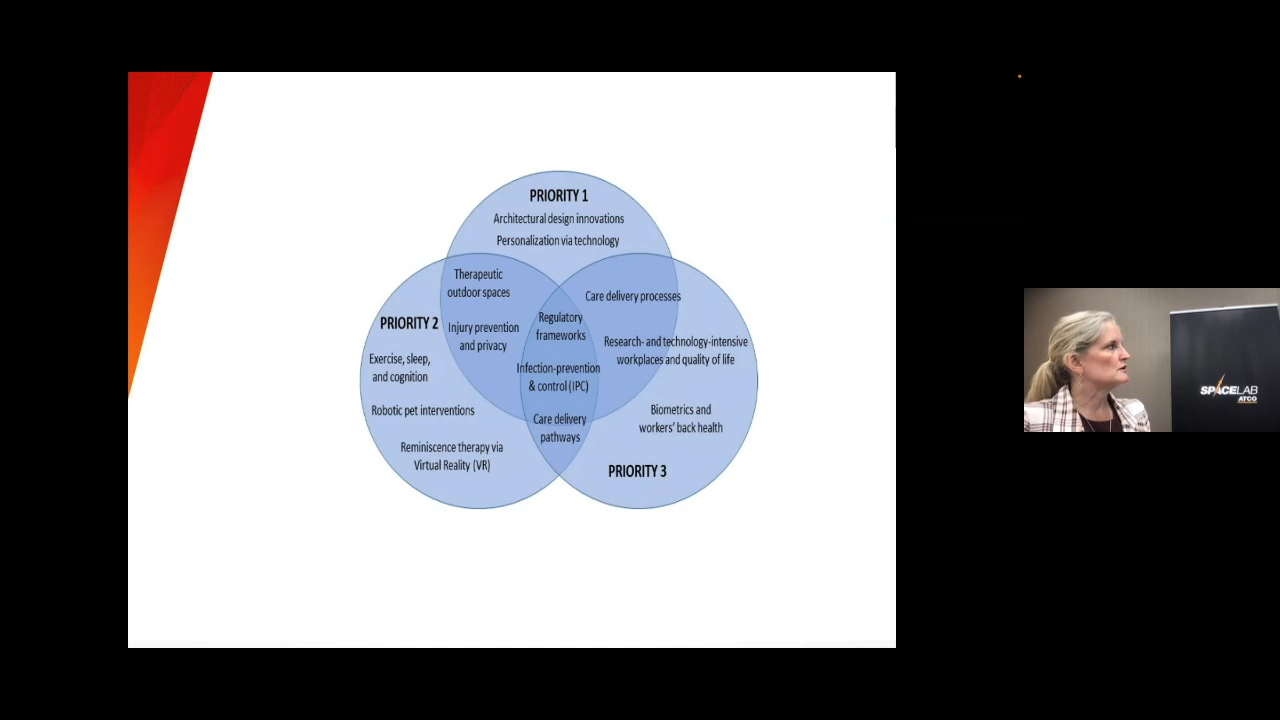 PRIORITY 1
Architectural design innovations
Personalization via technology
Therapeutic
outdoor spaces
Care delivery processes
PRIORITY 2
Injury prevention
and privacy
Regulatory
frameworks
Research- and technology-intensive
workplaces and quality of life
Exercise, sleep,
and cognition
Infection-prevention
& control (IPC)
Robotic pet interventions
Biometrics and
workers' back health
Care delivery
pathways
Reminiscence therapy via
Virtual Reality (VR)
PRIORITY 3
SPACELAB
ATCO